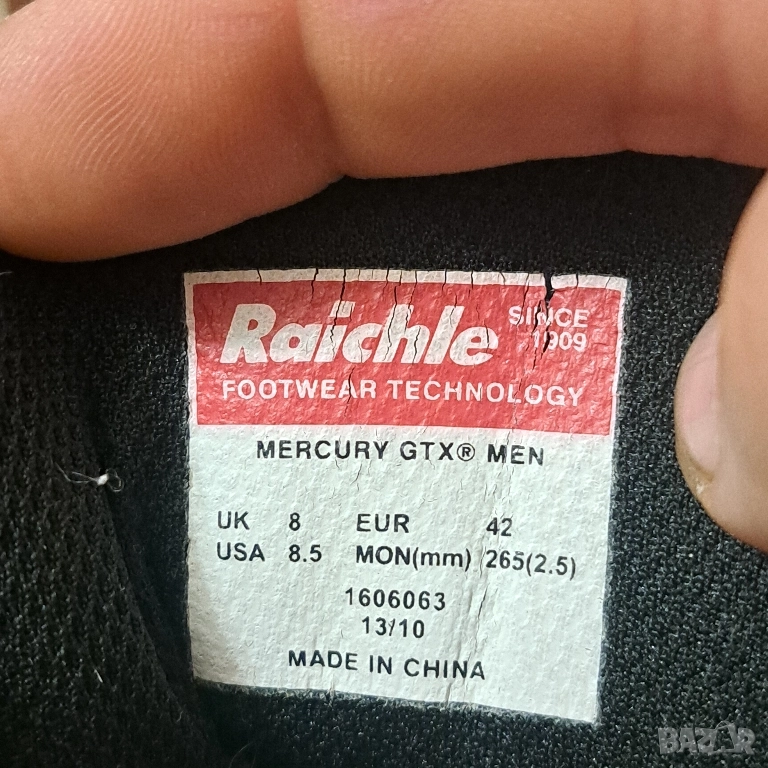 Raichle SINCE 1909
FOOTWEAR TECHNOLOGY
MERCURY GTX® MEN
UK 8 EUR 42
USA 8.5 MON(mm) 265(2.5)
1606063
13/10
MADE IN CHINA
BAZAR